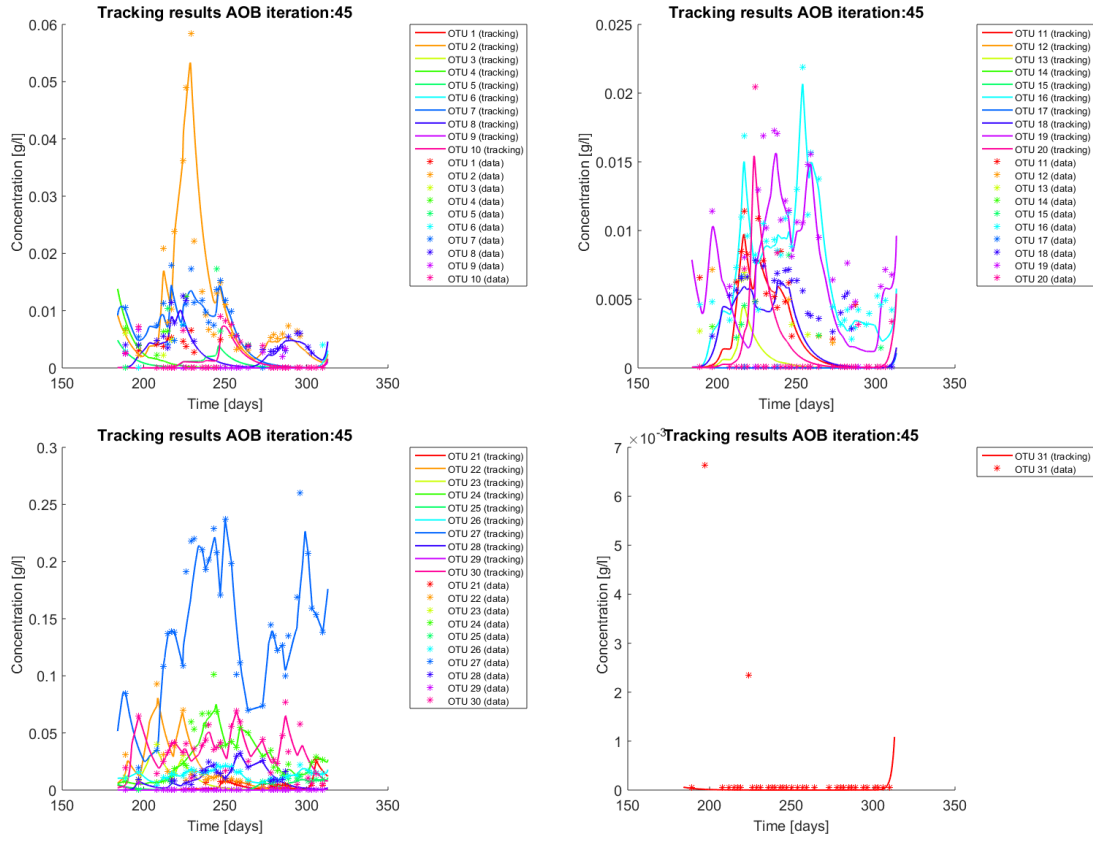 Tracking results AOB iteration:45
Concentration [g/l]
0.06
0.05
0.04
0.03
0.02
0.01
0
150 200 250 300 350
Time [days]
OTU 1 (tracking)
OTU 2 (tracking)
OTU 3 (tracking)
OTU 4 (tracking)
OTU 5 (tracking)
OTU 6 (tracking)
OTU 7 (tracking)
OTU 8 (tracking)
OTU 9 (tracking)
OTU 10 (tracking)
OTU 1 (data)
OTU 2 (data)
OTU 3 (data)
OTU 4 (data)
OTU 5 (data)
OTU 6 (data)
OTU 7 (data)
OTU 8 (data)
OTU 9 (data)
OTU 10 (data)
Tracking results AOB iteration:45
Concentration [g/l]
0.025
0.02
0.015
0.01
0.005
0
150 200 250 300 350
Time [days]
OTU 11 (tracking)
OTU 12 (tracking)
OTU 13 (tracking)
OTU 14 (tracking)
OTU 15 (tracking)
OTU 16 (tracking)
OTU 17 (tracking)
OTU 18 (tracking)
OTU 19 (tracking)
OTU 20 (tracking)
OTU 11 (data)
OTU 12 (data)
OTU 13 (data)
OTU 14 (data)
OTU 15 (data)
OTU 16 (data)
OTU 17 (data)
OTU 18 (data)
OTU 19 (data)
OTU 20 (data)
Tracking results AOB iteration:45
Concentration [g/l]
0.3
0.25
0.2
0.15
0.1
0.05
0
150 200 250 300 350
Time [days]
OTU 21 (tracking)
OTU 22 (tracking)
OTU 23 (tracking)
OTU 24 (tracking)
OTU 25 (tracking)
OTU 26 (tracking)
OTU 27 (tracking)
OTU 28 (tracking)
OTU 29 (tracking)
OTU 30 (tracking)
OTU 21 (data)
OTU 22 (data)
OTU 23 (data)
OTU 24 (data)
OTU 25 (data)
OTU 26 (data)
OTU 27 (data)
OTU 28 (data)
OTU 29 (data)
OTU 30 (data)
×10-3
Tracking results AOB iteration:45
Concentration [g/l]
7
6
5
4
3
2
1
0
150 200 250 300 350
Time [days]
OTU 31 (tracking)
OTU 31 (data)